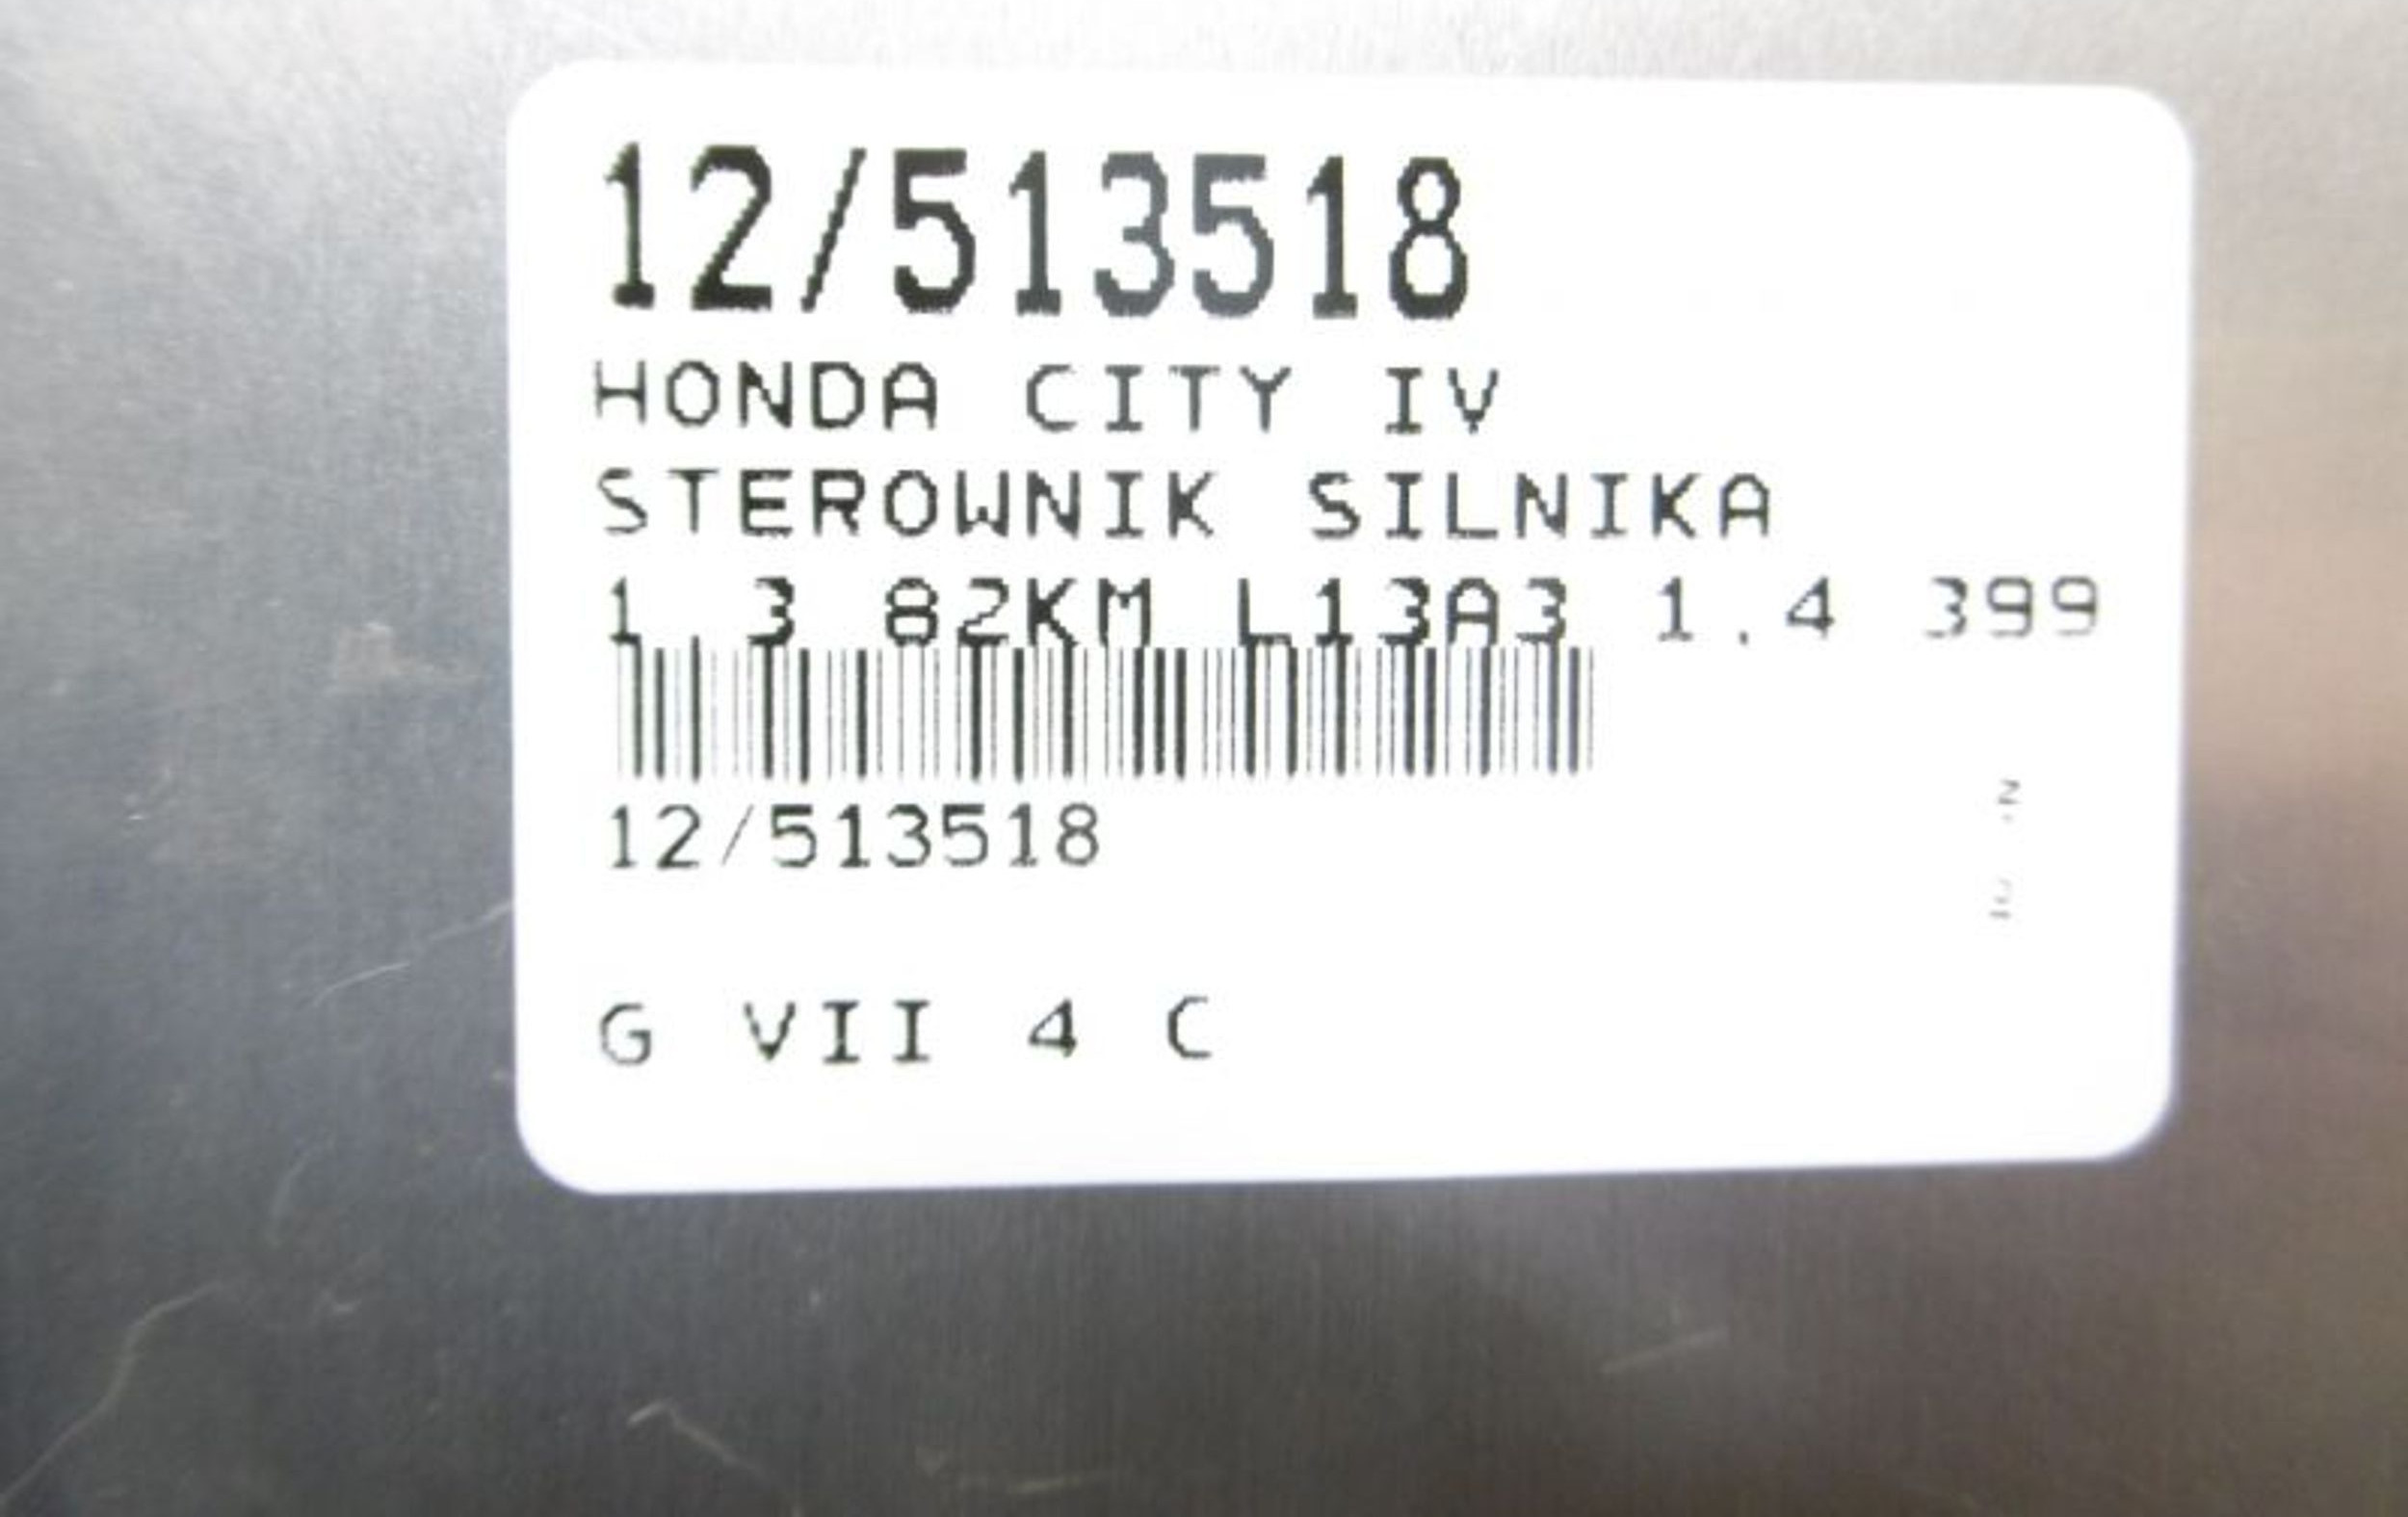 12/513518
HONDA CITY IV
STEROWNIK SILNIKA
1.3 82KM L13A3 1.4 399
12/513518
G VII 4 C